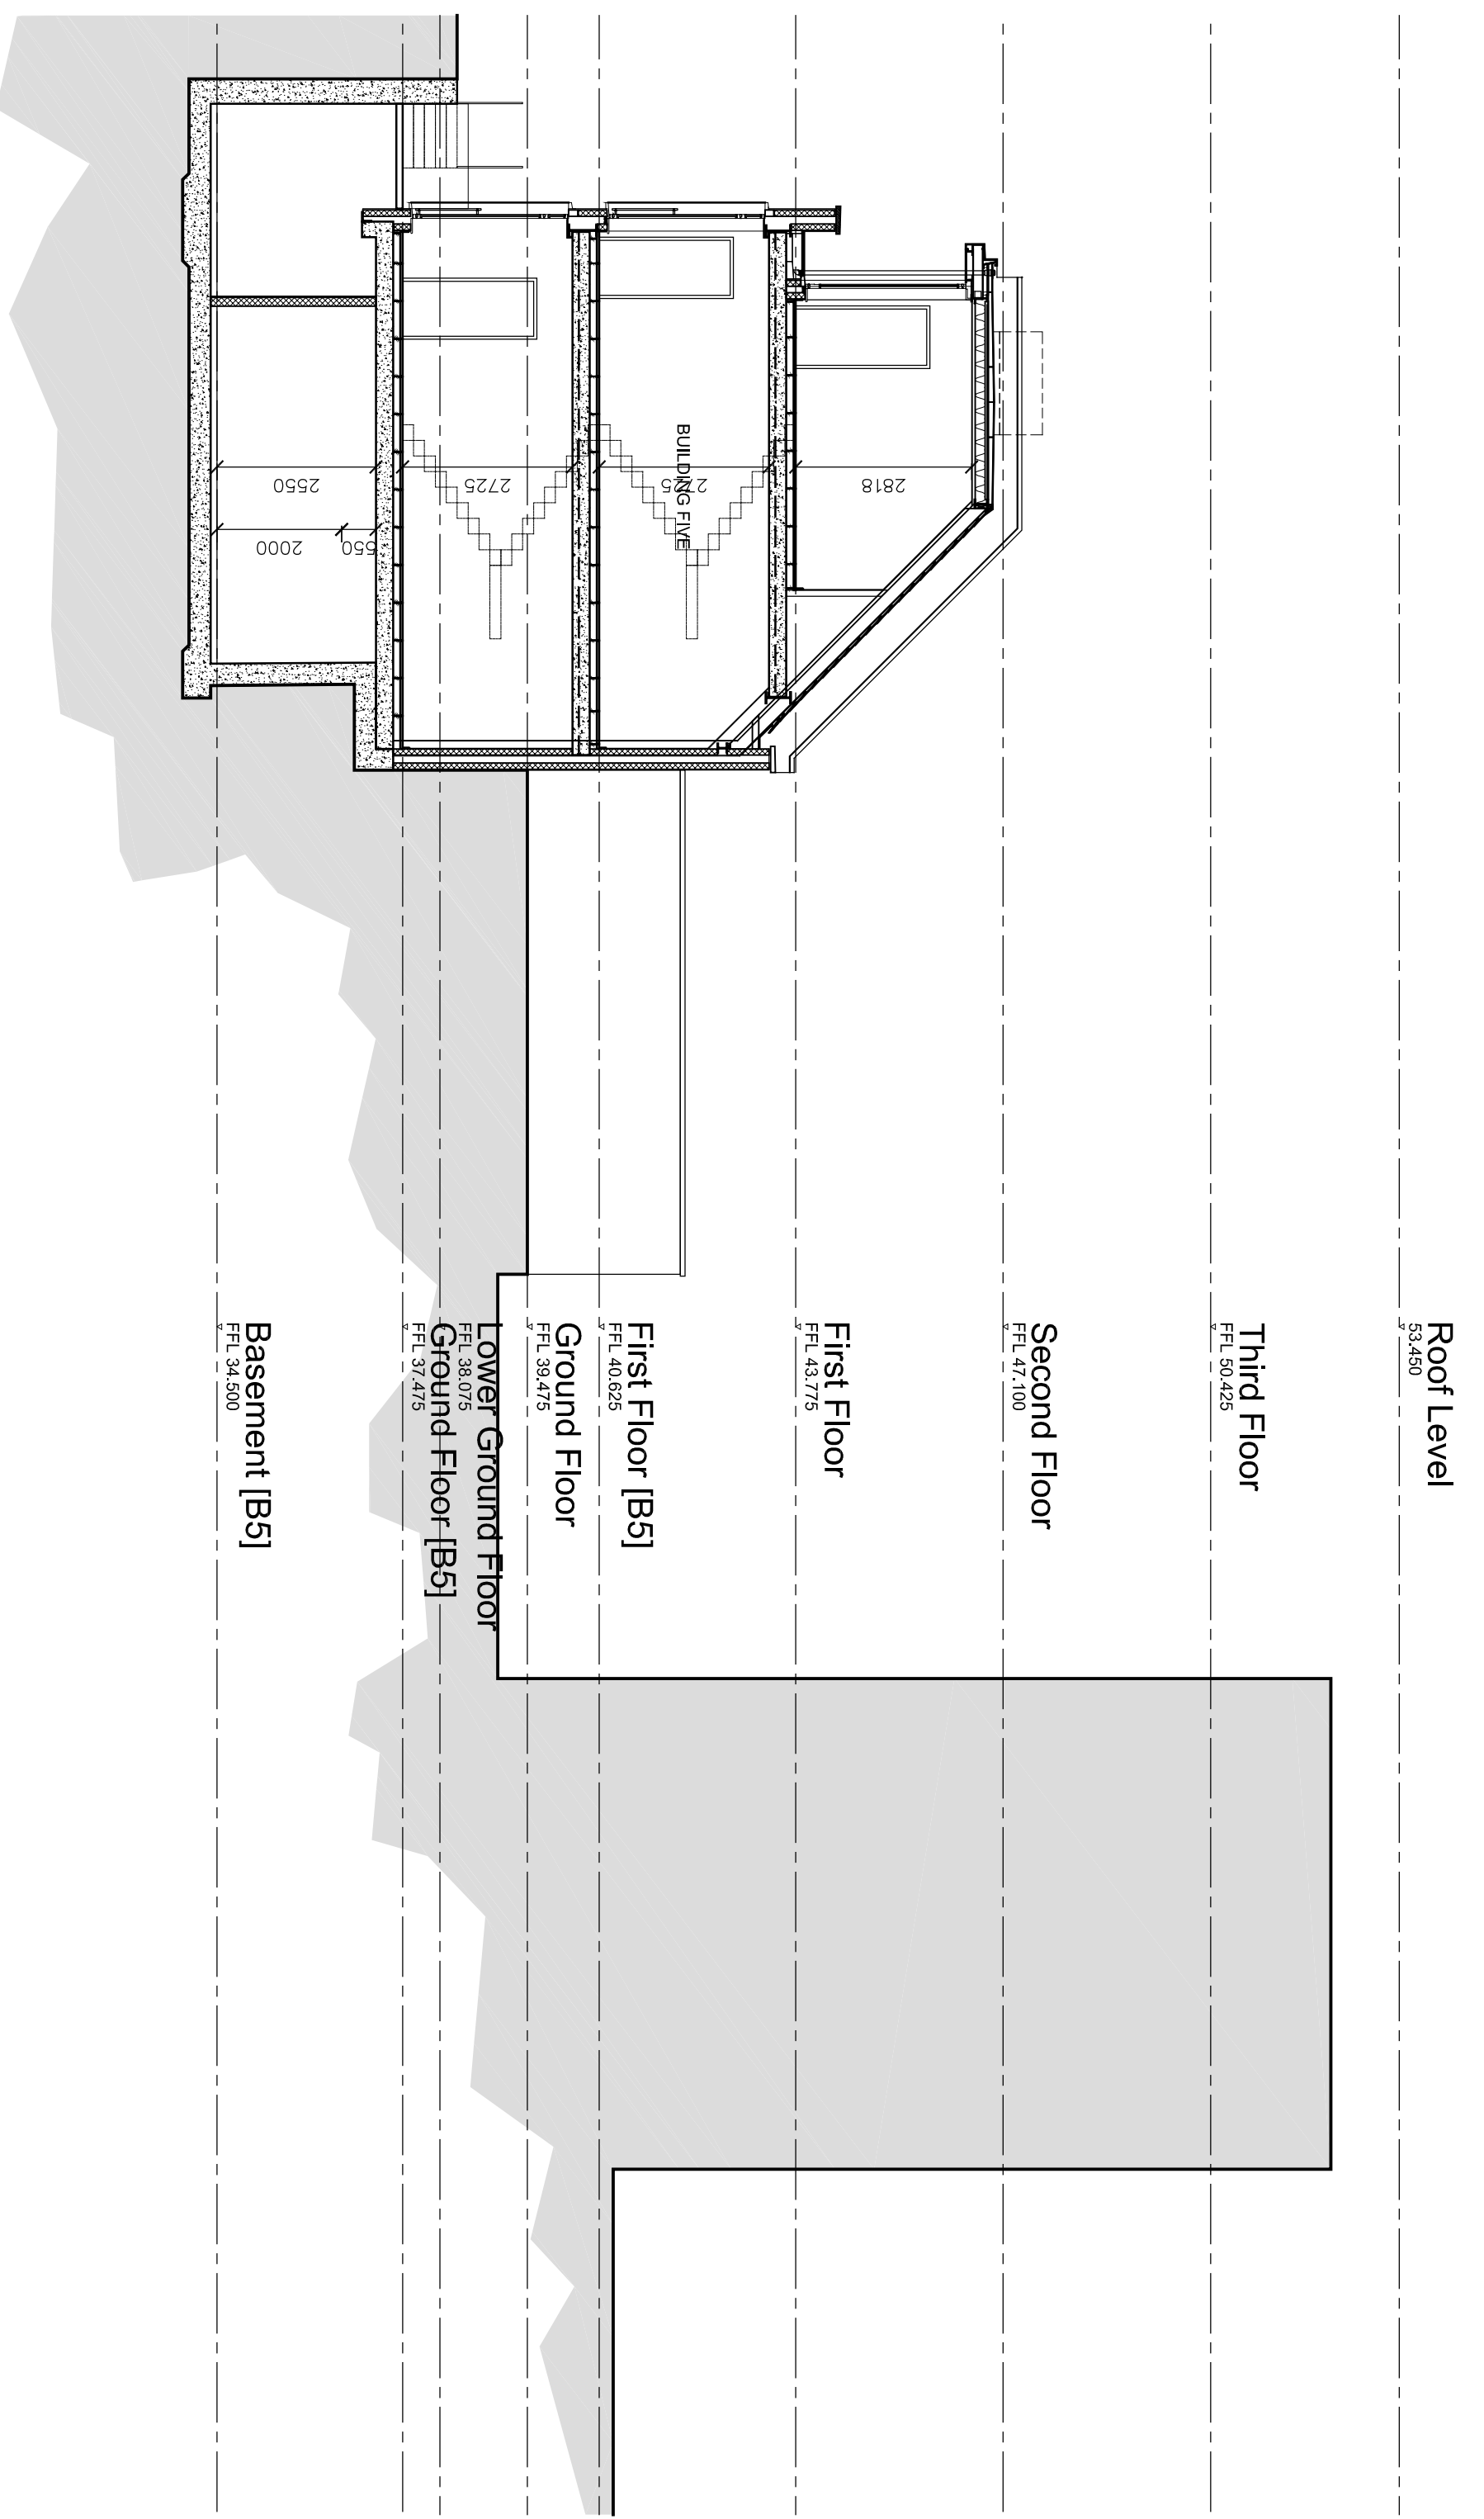 Roof Level
53.450
Third Floor
FFL 50.425
Second Floor
FFL 47.100
First Floor
FFL 43.775
First Floor [B5]
FFL 40.625
Ground Floor
FFL 39.475
Lower Ground Floor
FFL 38.075
Ground Floor [B5]
FFL 37.475
Basement [B5]
FFL 34.500
BUILDING FIVE
2818
2725
2725
2550
550
2000